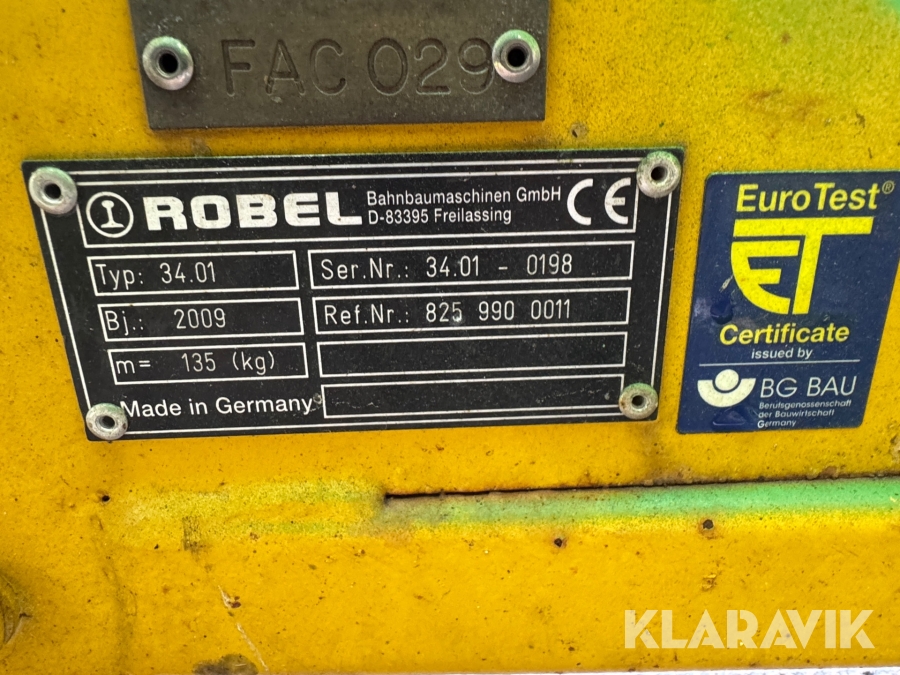 FAC 029
ROBEL
Bahnbaumaschinen GmbH
D-83395 Freilassing
CE
Typ: 34.01
Ser.Nr.: 34.01 - 0198
Bj.: 2009
Ref.Nr.: 825 990 0011
m= 135 (kg)
Made in Germany
EuroTest®
ET
Certificate
issued by
BG BAU
Berufsgenossenschaft
der Bauwirtschaft
Germany
KLARAVIK